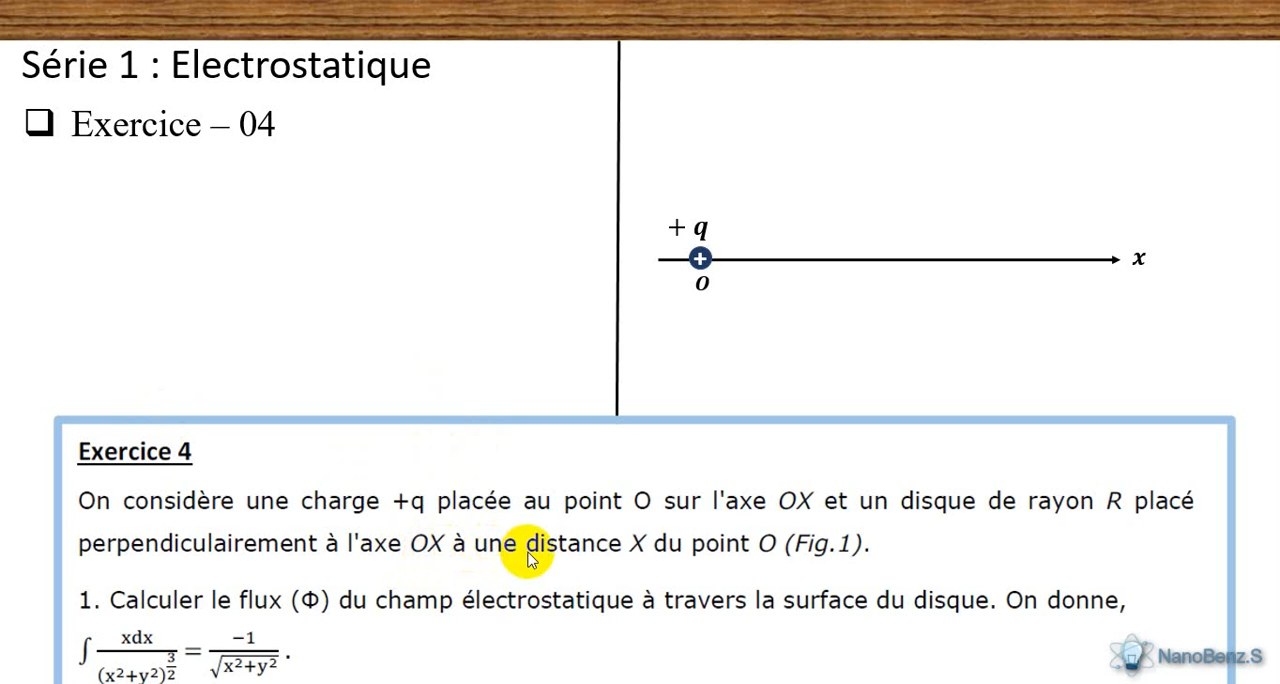 Série 1 : Electrostatique
❑ Exercice – 04
+ q
+
O
x
Exercice 4
On considère une charge +q placée au point O sur l'axe OX et un disque de rayon R placé
perpendiculairement à l'axe OX à une distance X du point O (Fig.1).
1. Calculer le flux (Φ) du champ électrostatique à travers la surface du disque. On donne,
∫ xdx / (x²+y²)^(3/2) = −1 / √(x²+y²) .
NanoBenz.S